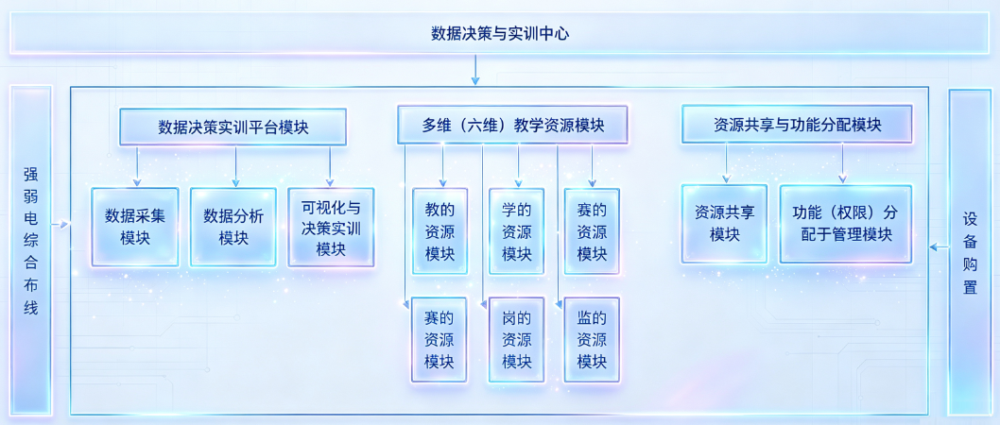 数据决策与实训中心
强
弱
电
综
合
布
线
数据决策实训平台模块
多维（六维）教学资源模块
资源共享与功能分配模块
数据采集
模块
数据分析
模块
可视化与
决策实训
模块
教的
资源
模块
学的
资源
模块
赛的
资源
模块
赛的
资源
模块
岗的
资源
模块
监的
资源
模块
资源共享
模块
功能（权限）分
配于管理模块
设
备
购
置